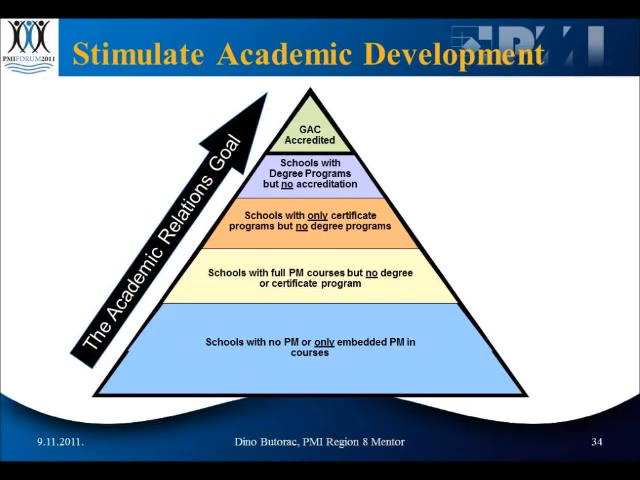 PMIFORUM2011
Stimulate Academic Development
PMI
The Academic Relations Goal
GAC
Accredited
Schools with
Degree Programs
but no accreditation
Schools with only certificate
programs but no degree programs
Schools with full PM courses but no degree
or certificate program
Schools with no PM or only embedded PM in
courses
9.11.2011.
Dino Butorac, PMI Region 8 Mentor
34